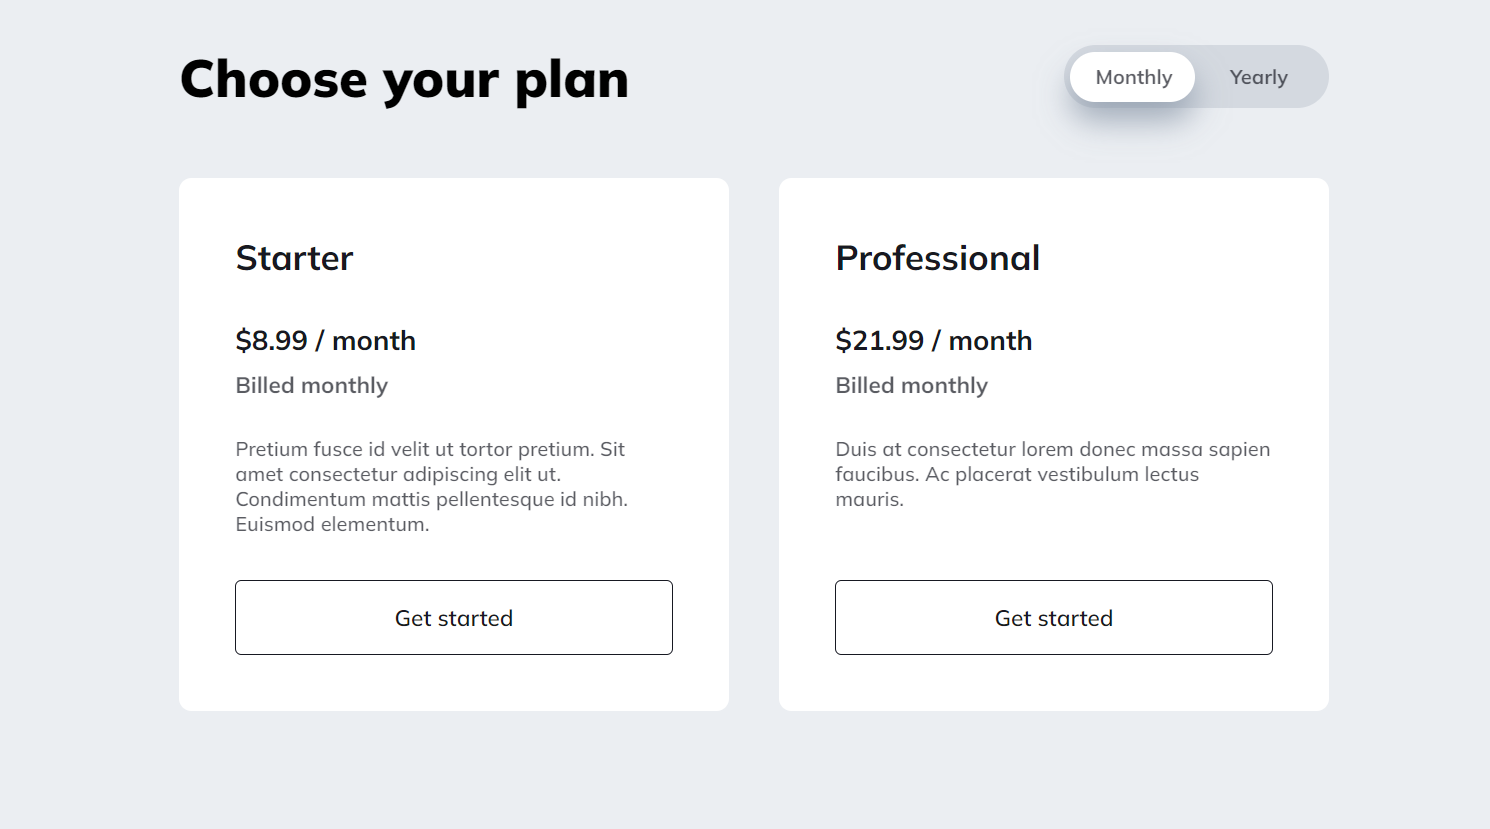 Choose your plan
Monthly
Yearly
Starter
$8.99 / month
Billed monthly
Pretium fusce id velit ut tortor pretium. Sit
amet consectetur adipiscing elit ut.
Condimentum mattis pellentesque id nibh.
Euismod elementum.
Get started
Professional
$21.99 / month
Billed monthly
Duis at consectetur lorem donec massa sapien
faucibus. Ac placerat vestibulum lectus
mauris.
Get started